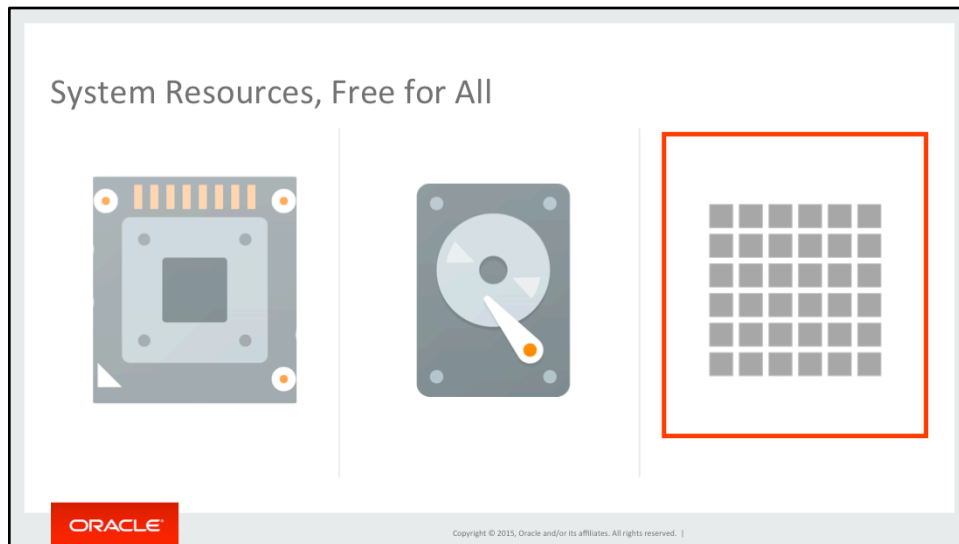 System Resources, Free for All
ORACLE®
Copyright © 2015, Oracle and/or its affiliates. All rights reserved. |